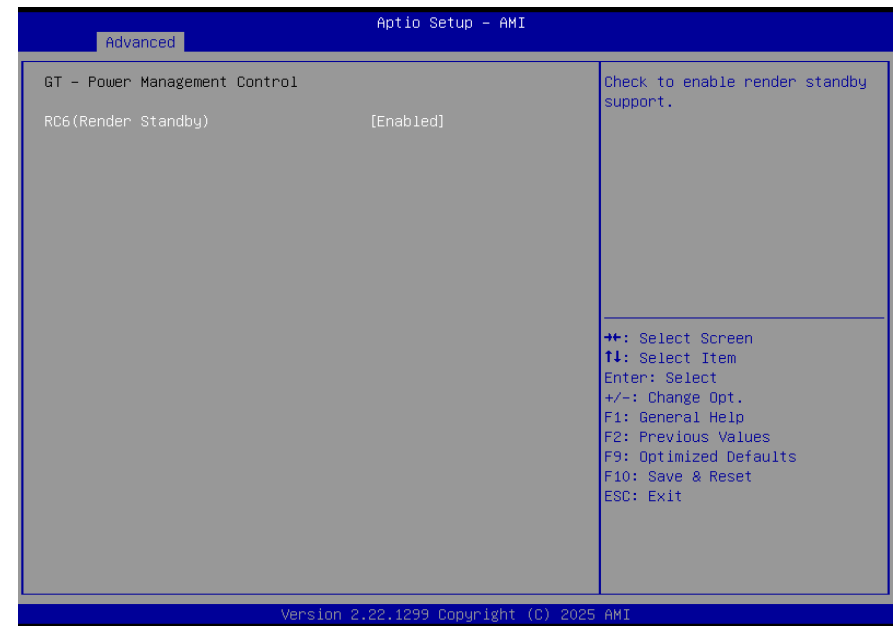 Aptio Setup – AMI
Advanced
GT – Power Management Control
RC6(Render Standby) [Enabled]
Check to enable render standby
support.
→←: Select Screen
↑↓: Select Item
Enter: Select
+/-: Change Opt.
F1: General Help
F2: Previous Values
F9: Optimized Defaults
F10: Save & Reset
ESC: Exit
Version 2.22.1299 Copyright (C) 2025 AMI